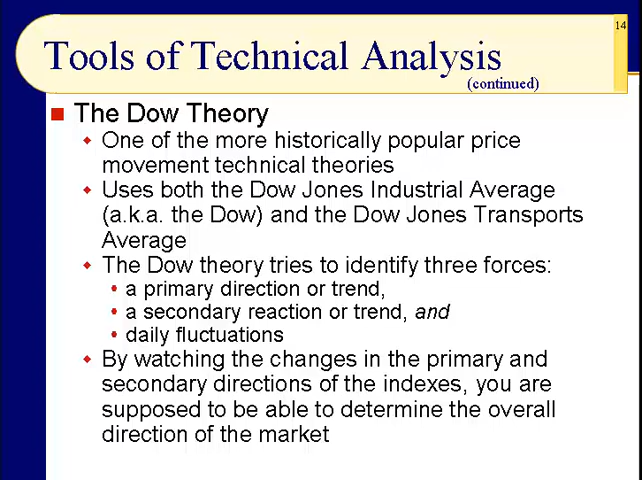 14
Tools of Technical Analysis
(continued)
The Dow Theory
One of the more historically popular price
movement technical theories
Uses both the Dow Jones Industrial Average
(a.k.a. the Dow) and the Dow Jones Transports
Average
The Dow theory tries to identify three forces:
a primary direction or trend,
a secondary reaction or trend, and
daily fluctuations
By watching the changes in the primary and
secondary directions of the indexes, you are
supposed to be able to determine the overall
direction of the market